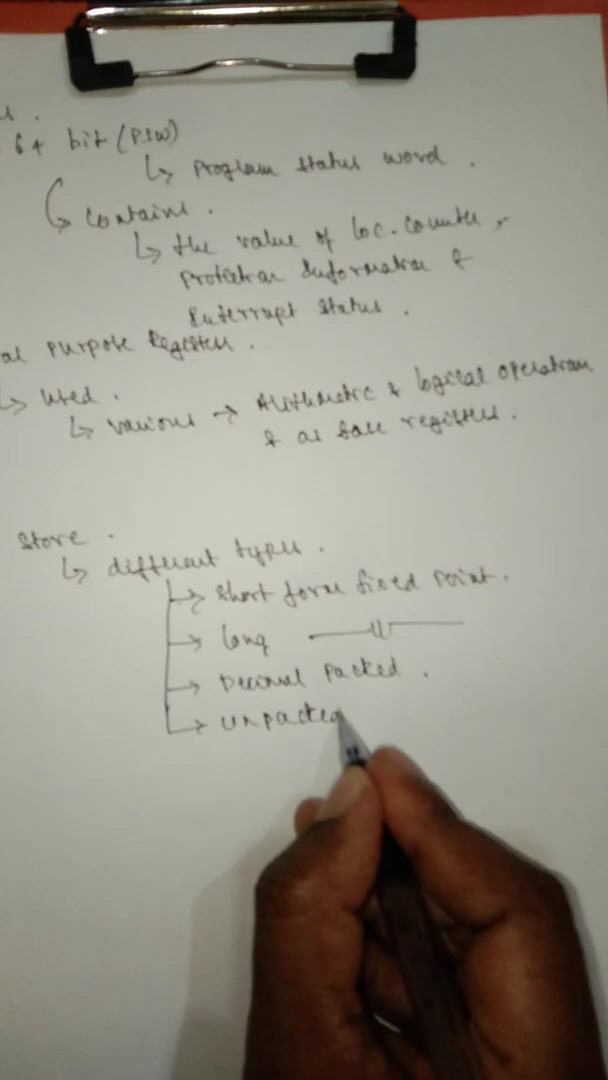 64 bit (PSW)
↳ Program Status word .
↳ Contains .
↳ the value of loc. Counter ,
Protection Information &
Interrupt Status .
al Purpose Registers .
↳ Used .
↳ various → Arithmetic & logical operation
& as base registers .
Store .
↳ different types .
→ Short form fixed point .
→ long —〃—
→ Decimal Packed .
→ Unpacked